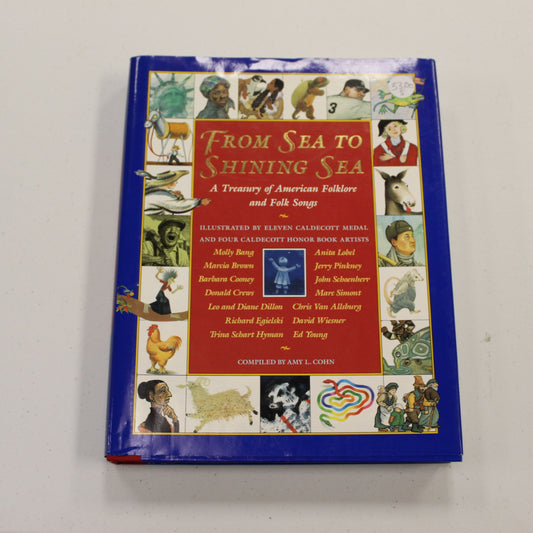 FROM SEA TO
SHINING SEA
A Treasury of American Folklore
and Folk Songs
ILLUSTRATED BY ELEVEN CALDECOTT MEDAL
AND FOUR CALDECOTT HONOR BOOK ARTISTS
Molly Bang Anita Lobel
Marcia Brown Jerry Pinkney
Barbara Cooney John Schoenherr
Donald Crews Marc Simont
Leo and Diane Dillon Chris Van Allsburg
Richard Egielski David Wiesner
Trina Schart Hyman Ed Young
COMPILED BY AMY L. COHN
3